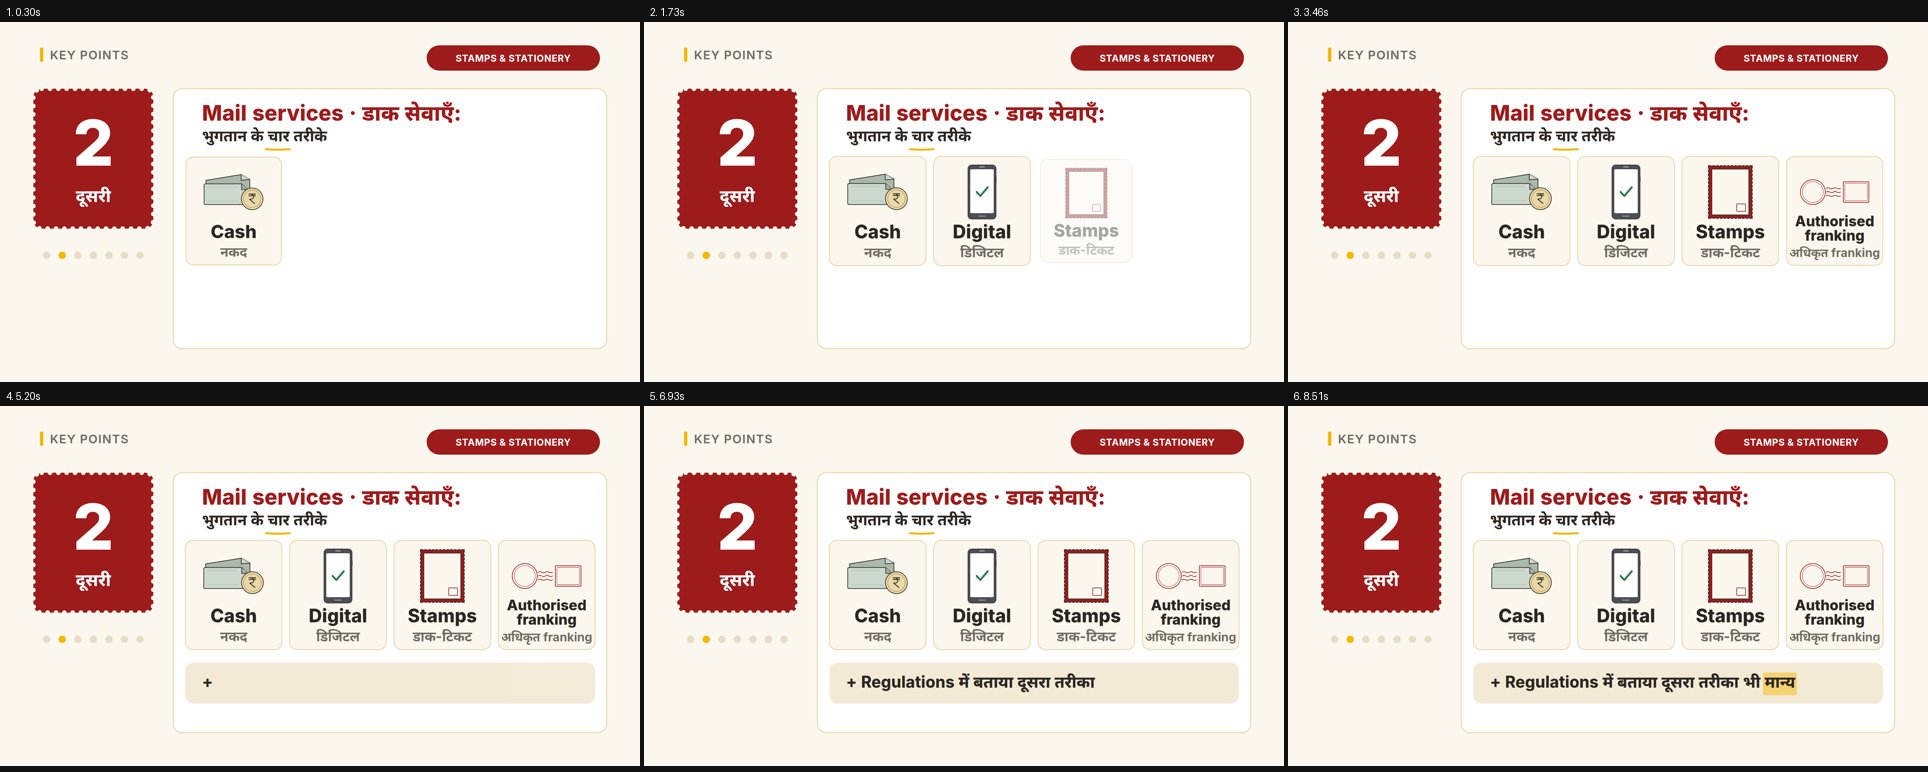 1. 0.30s
KEY POINTS
STAMPS & STATIONERY
2
दूसरी
Mail services · डाक सेवाएँ:
भुगतान के चार तरीके
₹
Cash
नकद
2. 1.73s
KEY POINTS
STAMPS & STATIONERY
2
दूसरी
Mail services · डाक सेवाएँ:
भुगतान के चार तरीके
₹
Cash
नकद
Digital
डिजिटल
Stamps
डाक-टिकट
3. 3.46s
KEY POINTS
STAMPS & STATIONERY
2
दूसरी
Mail services · डाक सेवाएँ:
भुगतान के चार तरीके
₹
Cash
नकद
Digital
डिजिटल
Stamps
डाक-टिकट
Authorised
franking
अधिकृत franking
4. 5.20s
KEY POINTS
STAMPS & STATIONERY
2
दूसरी
Mail services · डाक सेवाएँ:
भुगतान के चार तरीके
₹
Cash
नकद
Digital
डिजिटल
Stamps
डाक-टिकट
Authorised
franking
अधिकृत franking
+
5. 6.93s
KEY POINTS
STAMPS & STATIONERY
2
दूसरी
Mail services · डाक सेवाएँ:
भुगतान के चार तरीके
₹
Cash
नकद
Digital
डिजिटल
Stamps
डाक-टिकट
Authorised
franking
अधिकृत franking
+ Regulations में बताया दूसरा तरीका
6. 8.51s
KEY POINTS
STAMPS & STATIONERY
2
दूसरी
Mail services · डाक सेवाएँ:
भुगतान के चार तरीके
₹
Cash
नकद
Digital
डिजिटल
Stamps
डाक-टिकट
Authorised
franking
अधिकृत franking
+ Regulations में बताया दूसरा तरीका भी मान्य